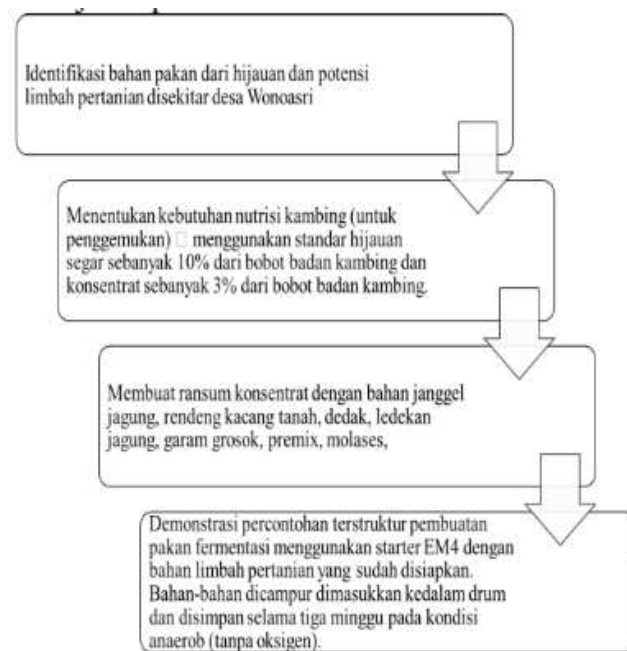 Identifikasi bahan pakan dari hijauan dan potensi
limbah pertanian disekitar desa Wonoasri
Menentukan kebutuhan nutrisi kambing (untuk
penggemukan) menggunakan standar hijauan
segar sebanyak 10% dari bobot badan kambing dan
konsentrat sebanyak 3% dari bobot badan kambing.
Membuat ransum konsentrat dengan bahan janggel
jagung, rendeng kacang tanah, dedak, ledekan
jagung, garam grosok, premix, molases,
Demonstrasi percontohan terstruktur pembuatan
pakan fermentasi menggunakan starter EM4 dengan
bahan limbah pertanian yang sudah disiapkan.
Bahan-bahan dicampur dimasukkan kedalam drum
dan disimpan selama tiga minggu pada kondisi
anaerob (tanpa oksigen).